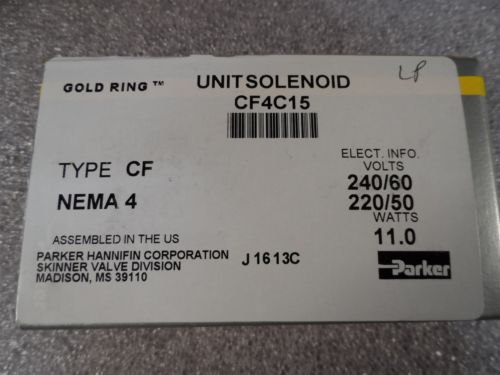 GOLD RING ™
UNIT SOLENOID
CF4C15
LP
TYPE CF
NEMA 4
ELECT. INFO.
VOLTS
240/60
220/50
WATTS
11.0
ASSEMBLED IN THE US
PARKER HANNIFIN CORPORATION
SKINNER VALVE DIVISION
MADISON, MS 39110
J1613C
Parker